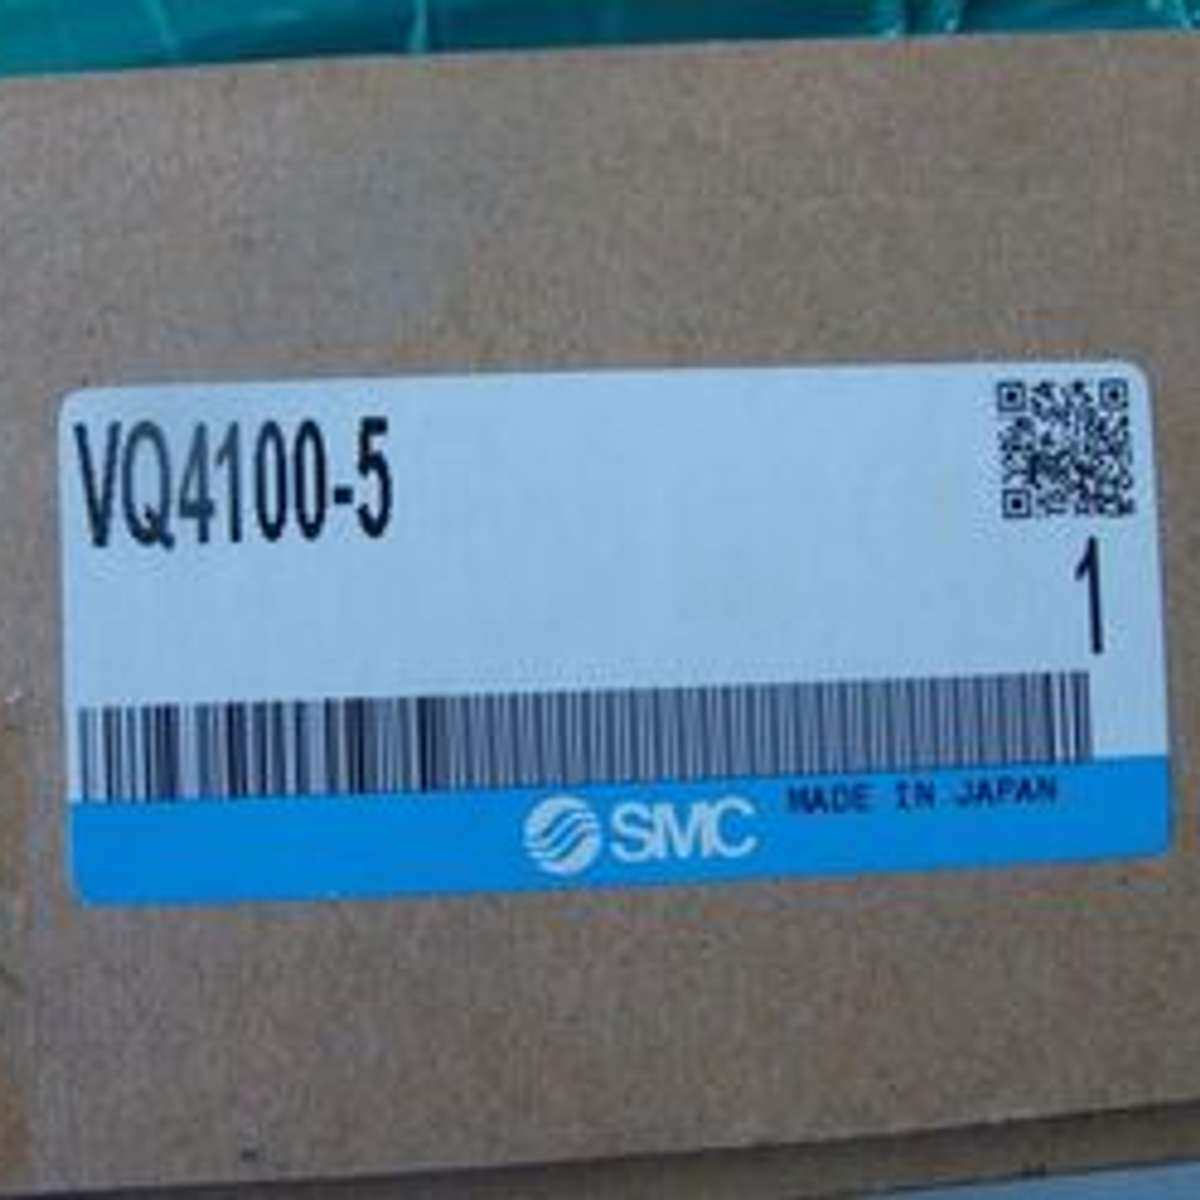 VQ4100-5
1
SMC MADE IN JAPAN